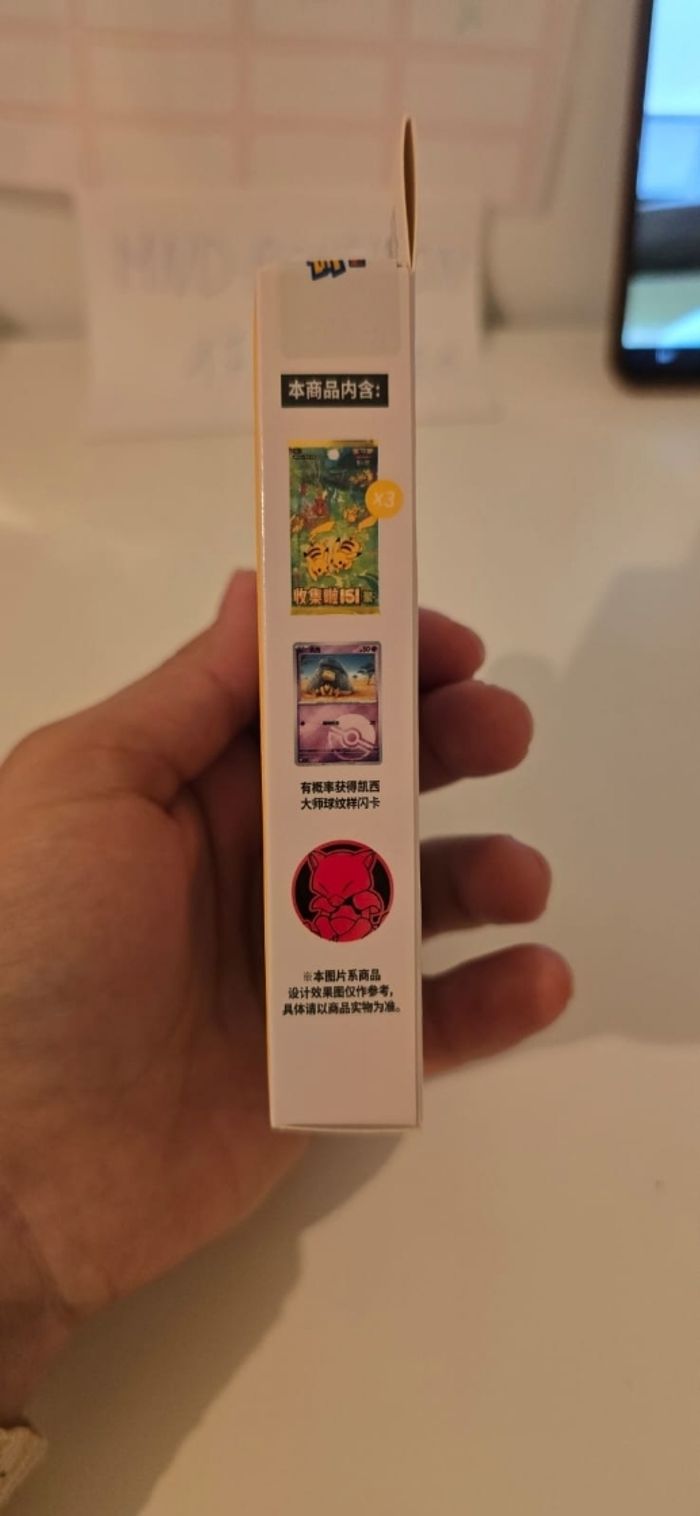 本商品内含:
X3
收集啦151
有概率获得凯西
大师球纹样闪卡
※本图片系商品
设计效果图仅作参考,
具体请以商品实物为准。